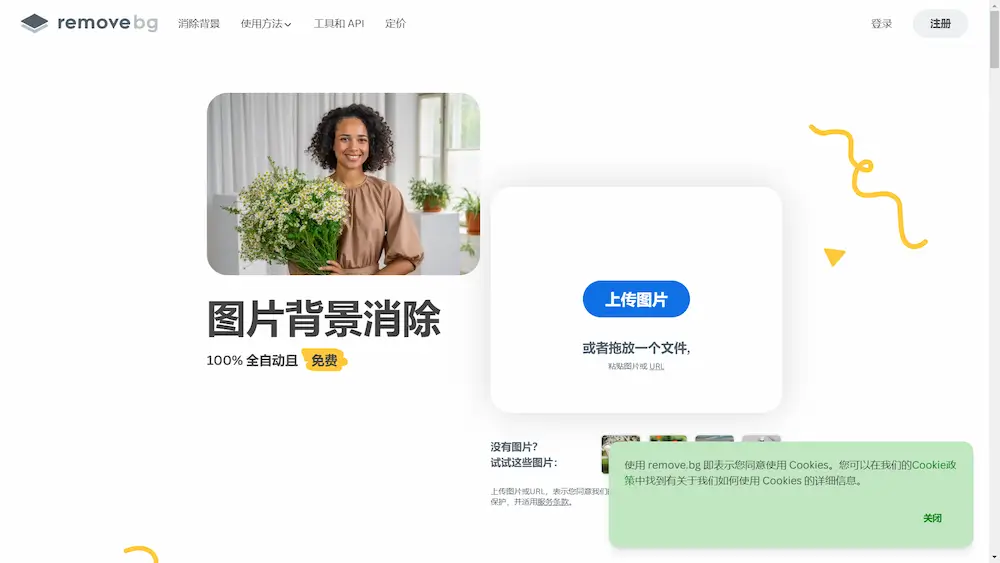 removebg
消除背景
使用方法
工具和 API
定价
登录
注册
图片背景消除
100% 全自动且 免费
上传图片
或者拖放一个文件,
粘贴图片或 URL
没有图片?
试试这些图片:
上传图片或URL，表示您同意我们
保护，并适用服务条款。
使用 remove.bg 即表示您同意使用 Cookies。您可以在我们的Cookie政
策中找到有关于我们如何使用 Cookies 的详细信息。
关闭